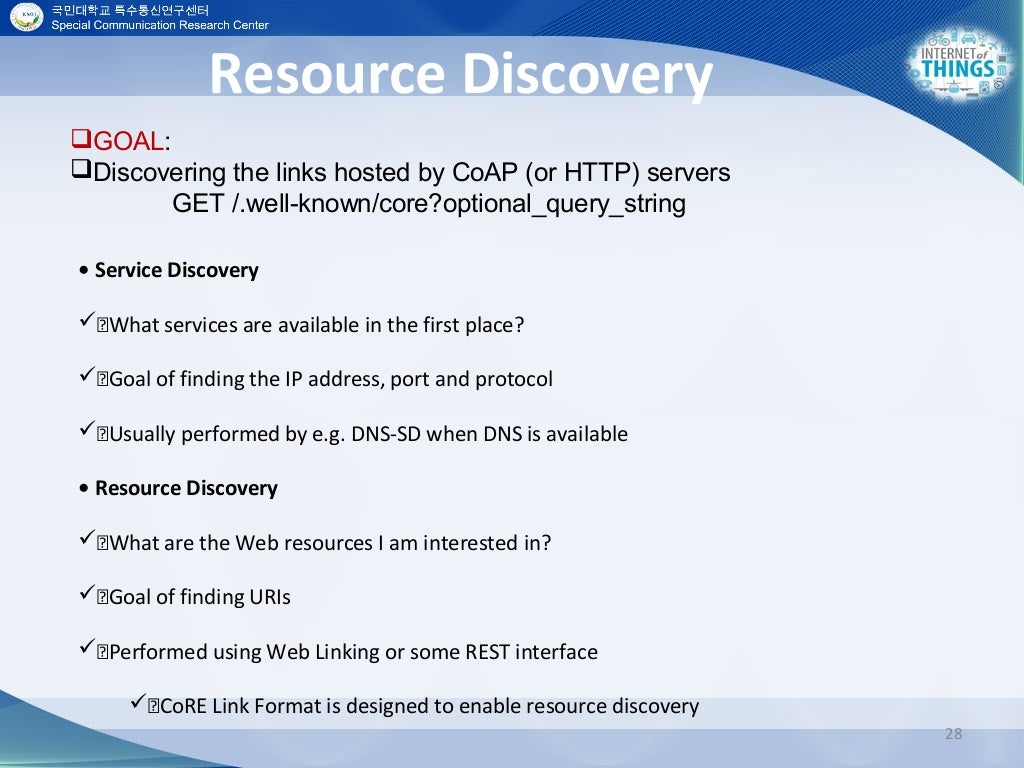 국민대학교 특수통신연구센터
Special Communication Research Center
INTERNET of
THINGS
Resource Discovery
❑GOAL:
❑Discovering the links hosted by CoAP (or HTTP) servers
GET /.well-known/core?optional_query_string
• Service Discovery
✓What services are available in the first place?
✓Goal of finding the IP address, port and protocol
✓Usually performed by e.g. DNS-SD when DNS is available
• Resource Discovery
✓What are the Web resources I am interested in?
✓Goal of finding URIs
✓Performed using Web Linking or some REST interface
✓CoRE Link Format is designed to enable resource discovery
28